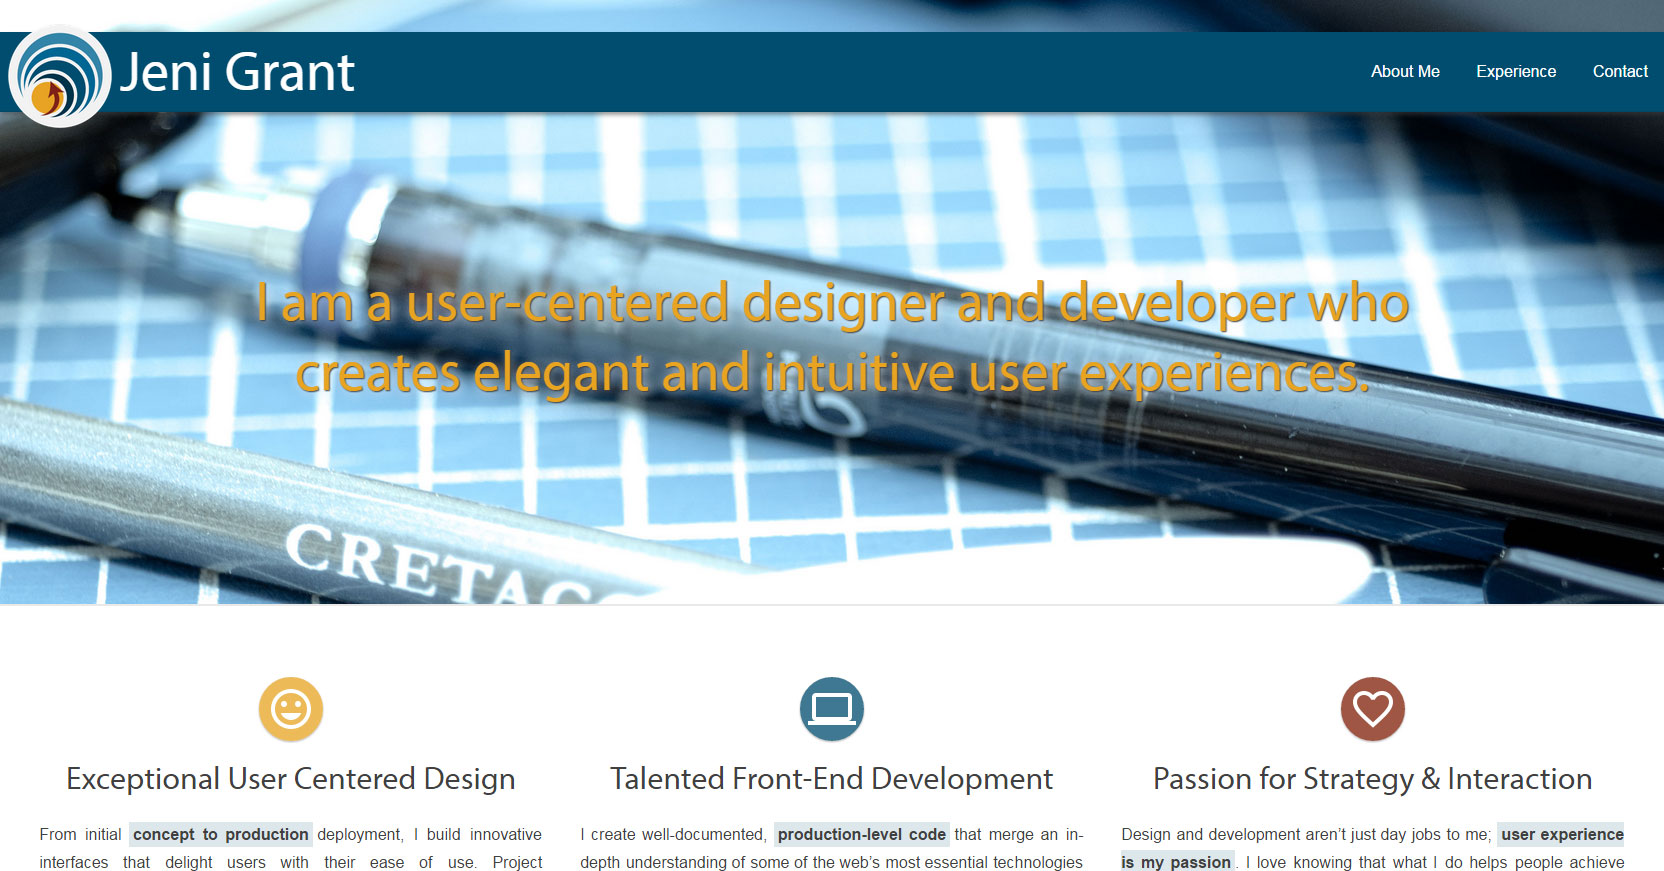 Jeni Grant
About Me
Experience
Contact
I am a user-centered designer and developer who
creates elegant and intuitive user experiences.
CRETAC
Exceptional User Centered Design
From initial concept to production deployment, I build innovative
interfaces that delight users with their ease of use. Project
Talented Front-End Development
I create well-documented, production-level code that merge an in-
depth understanding of some of the web’s most essential technologies
Passion for Strategy & Interaction
Design and development aren’t just day jobs to me; user experience
is my passion. I love knowing that what I do helps people achieve